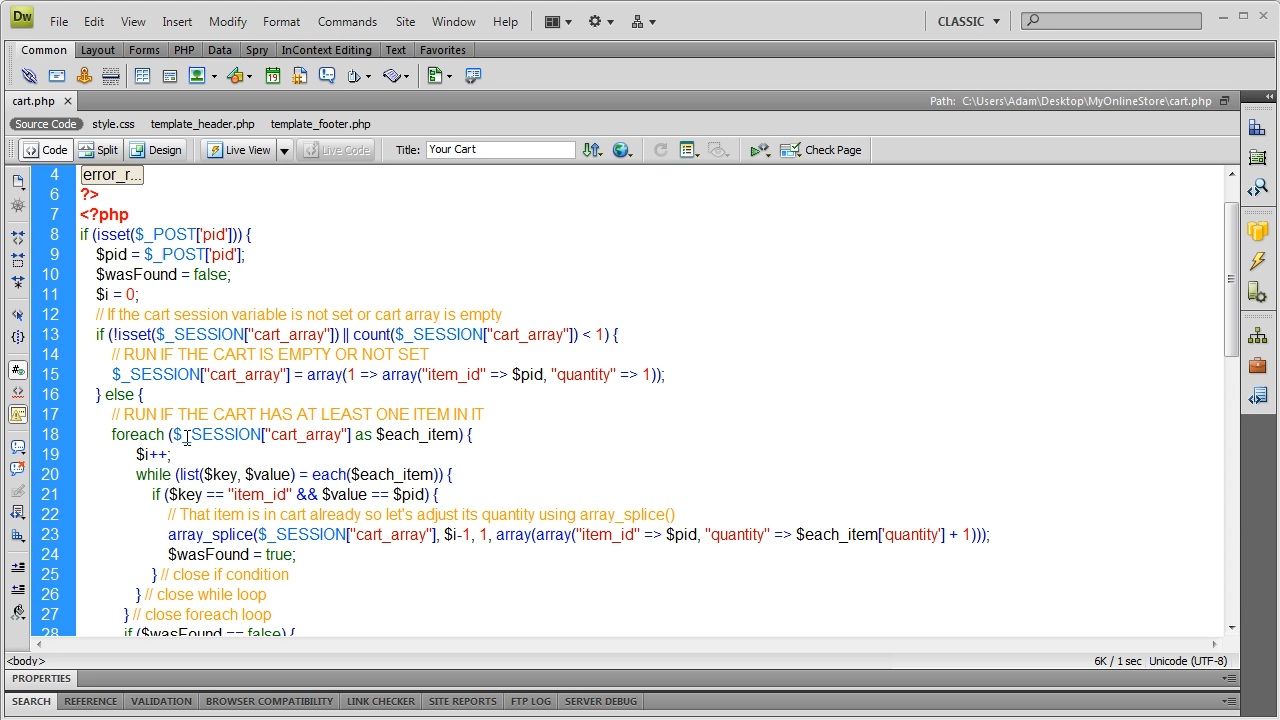 Dw File Edit View Insert Modify Format Commands Site Window Help CLASSIC
Common Layout Forms PHP Data Spry InContext Editing Text Favorites
19
cart.php Path: C:\Users\Adam\Desktop\MyOnlineStore\cart.php
Source Code style.css template_header.php template_footer.php
Code Split Design Live View Live Code Title: Your Cart Check Page
4 error_r...
6 ?>
7 <?php
8 if (isset($_POST['pid'])) {
9 $pid = $_POST['pid'];
10 $wasFound = false;
11 $i = 0;
12 // If the cart session variable is not set or cart array is empty
13 if (!isset($_SESSION["cart_array"]) || count($_SESSION["cart_array"]) < 1) {
14 // RUN IF THE CART IS EMPTY OR NOT SET
15 $_SESSION["cart_array"] = array(1 => array("item_id" => $pid, "quantity" => 1));
16 } else {
17 // RUN IF THE CART HAS AT LEAST ONE ITEM IN IT
18 foreach ($_SESSION["cart_array"] as $each_item) {
19 $i++;
20 while (list($key, $value) = each($each_item)) {
21 if ($key == "item_id" && $value == $pid) {
22 // That item is in cart already so let's adjust its quantity using array_splice()
23 array_splice($_SESSION["cart_array"], $i-1, 1, array(array("item_id" => $pid, "quantity" => $each_item['quantity'] + 1)));
24 $wasFound = true;
25 } // close if condition
26 } // close while loop
27 } // close foreach loop
28 if ($wasFound == false) {
<body> 6K / 1 sec Unicode (UTF-8)
PROPERTIES
SEARCH REFERENCE VALIDATION BROWSER COMPATIBILITY LINK CHECKER SITE REPORTS FTP LOG SERVER DEBUG